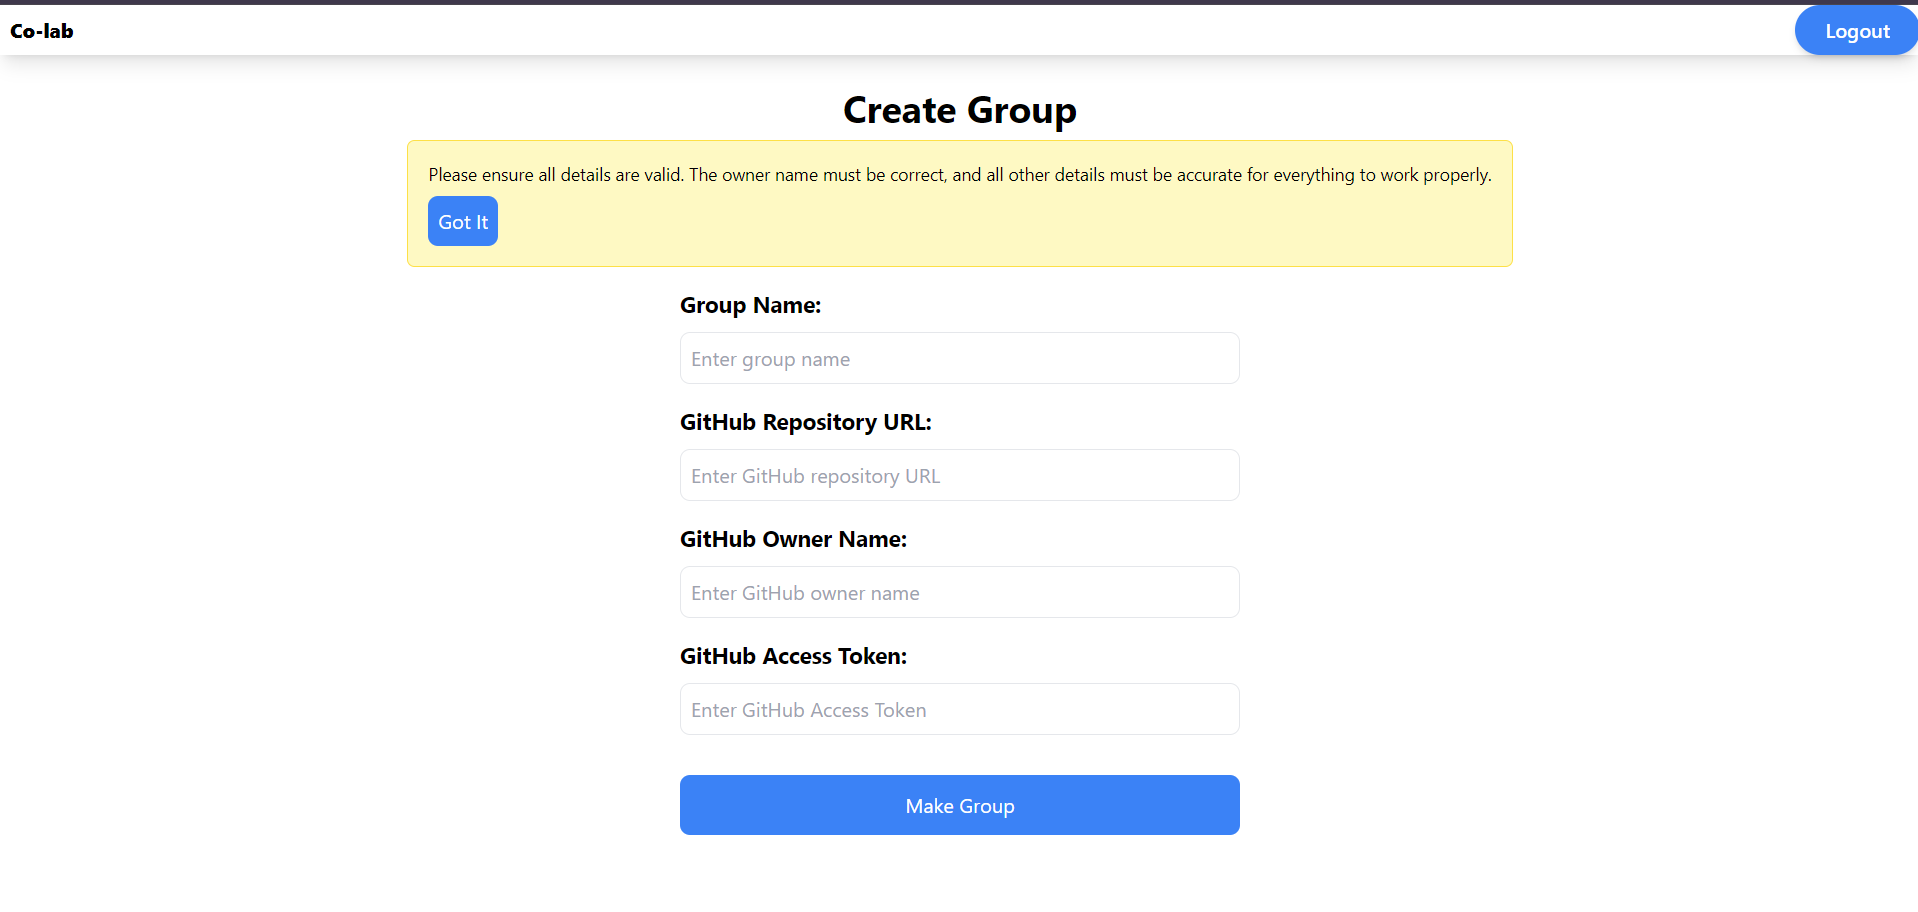 Co-lab
Logout
Create Group
Please ensure all details are valid. The owner name must be correct, and all other details must be accurate for everything to work properly.
Got It
Group Name:
Enter group name
GitHub Repository URL:
Enter GitHub repository URL
GitHub Owner Name:
Enter GitHub owner name
GitHub Access Token:
Enter GitHub Access Token
Make Group